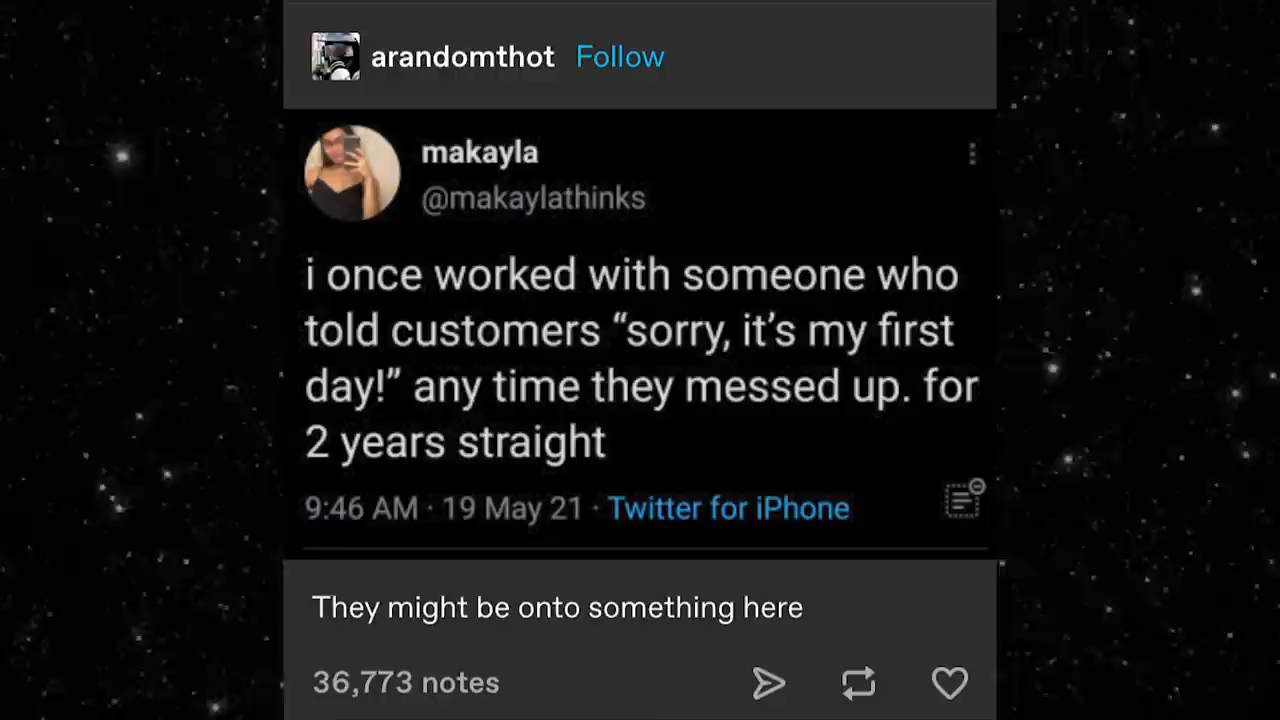 arandomthot Follow
makayla
@makaylathinks
i once worked with someone who
told customers “sorry, it’s my first
day!” any time they messed up. for
2 years straight
9:46 AM · 19 May 21 · Twitter for iPhone
They might be onto something here
36,773 notes